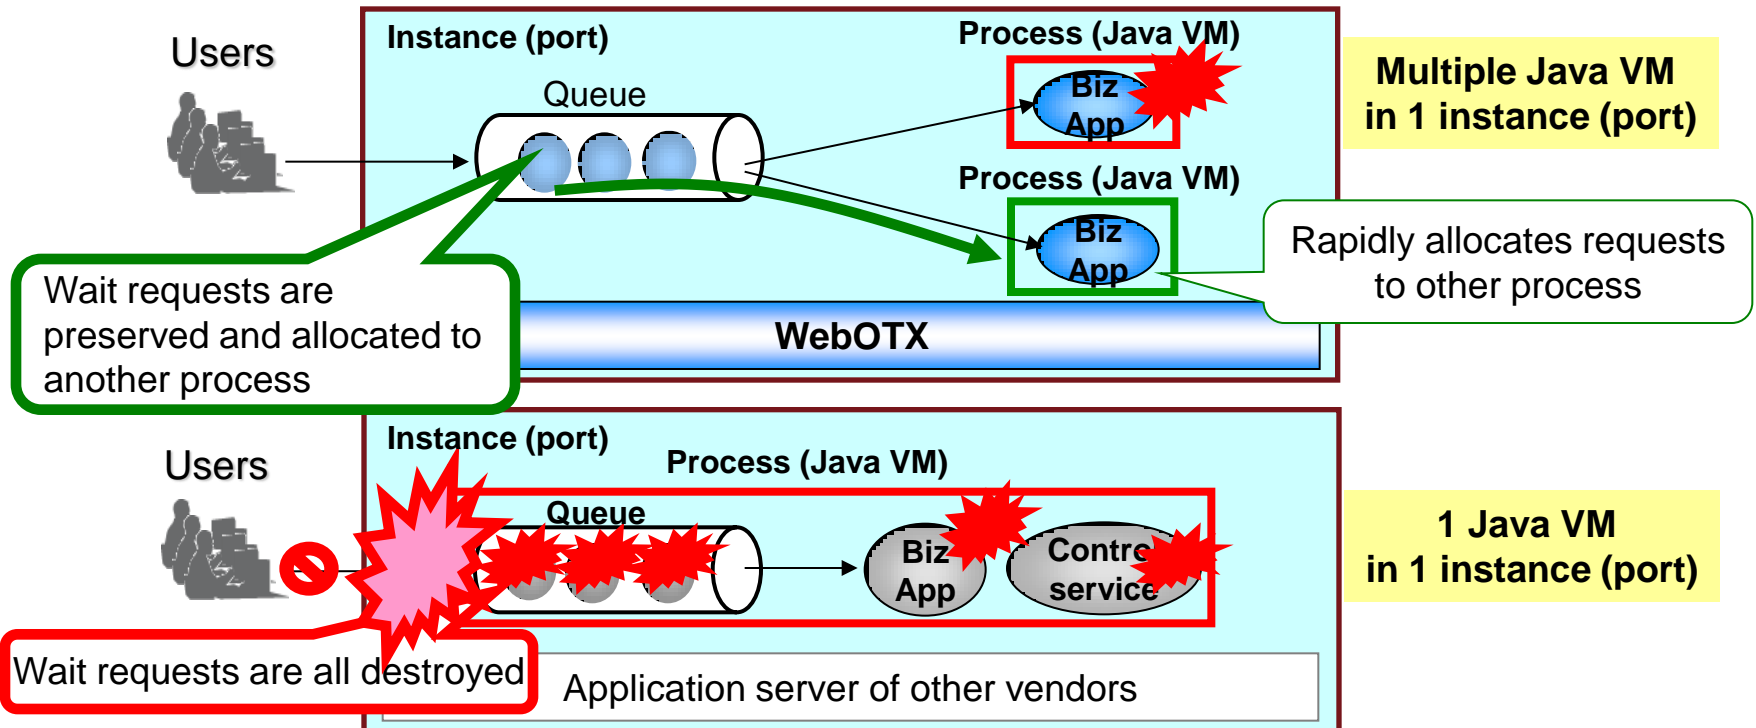 Users
Instance (port)
Process (Java VM)
Queue
Biz
App
Multiple Java VM
in 1 instance (port)
Process (Java VM)
Biz
App
Rapidly allocates requests
to other process
Wait requests are
preserved and allocated to
another process
WebOTX
Users
Instance (port)
Process (Java VM)
Queue
Biz
App
Control
service
1 Java VM
in 1 instance (port)
Wait requests are all destroyed
Application server of other vendors